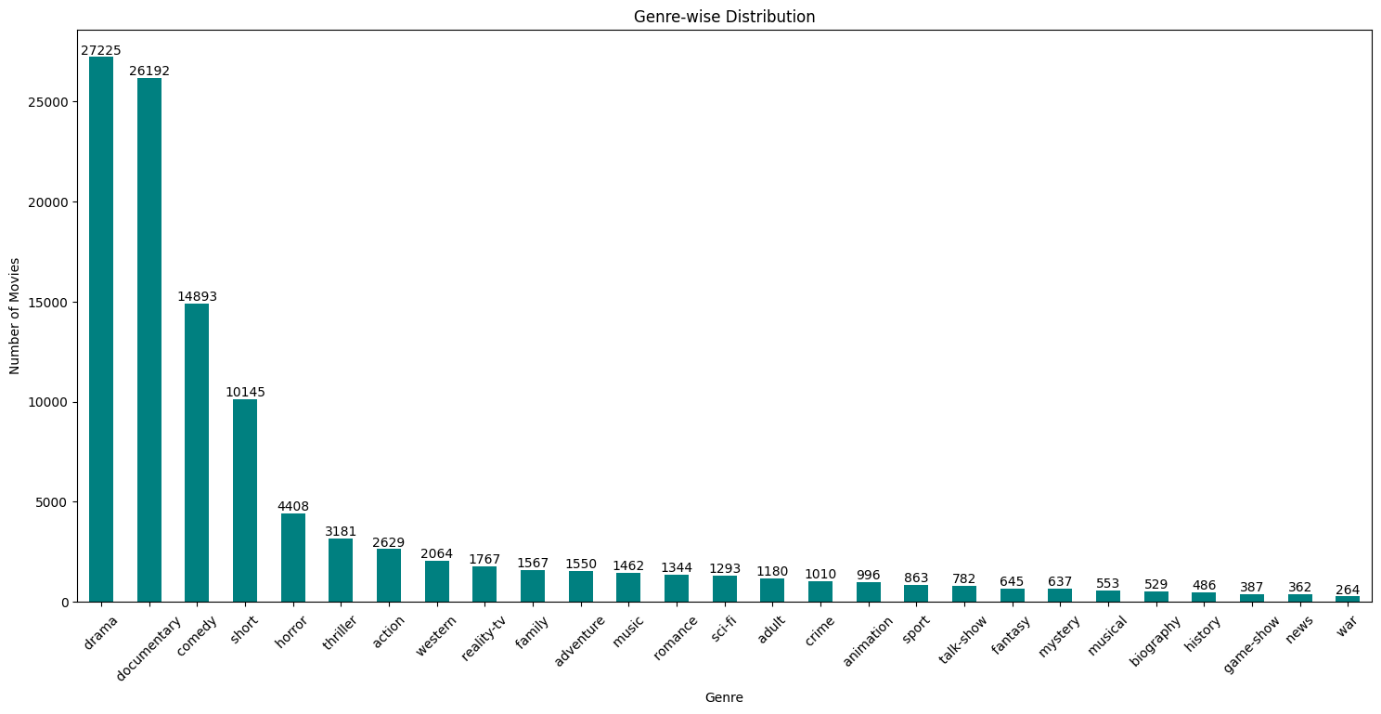 Genre-wise Distribution
Number of Movies
25000
20000
15000
10000
5000
0
27225
26192
14893
10145
4408
3181
2629
2064
1767
1567
1550
1462
1344
1293
1180
1010
996
863
782
645
637
553
529
486
387
362
264
drama
documentary
comedy
short
horror
thriller
action
western
reality-tv
family
adventure
music
romance
sci-fi
adult
crime
animation
sport
talk-show
fantasy
mystery
musical
biography
history
game-show
news
war
Genre